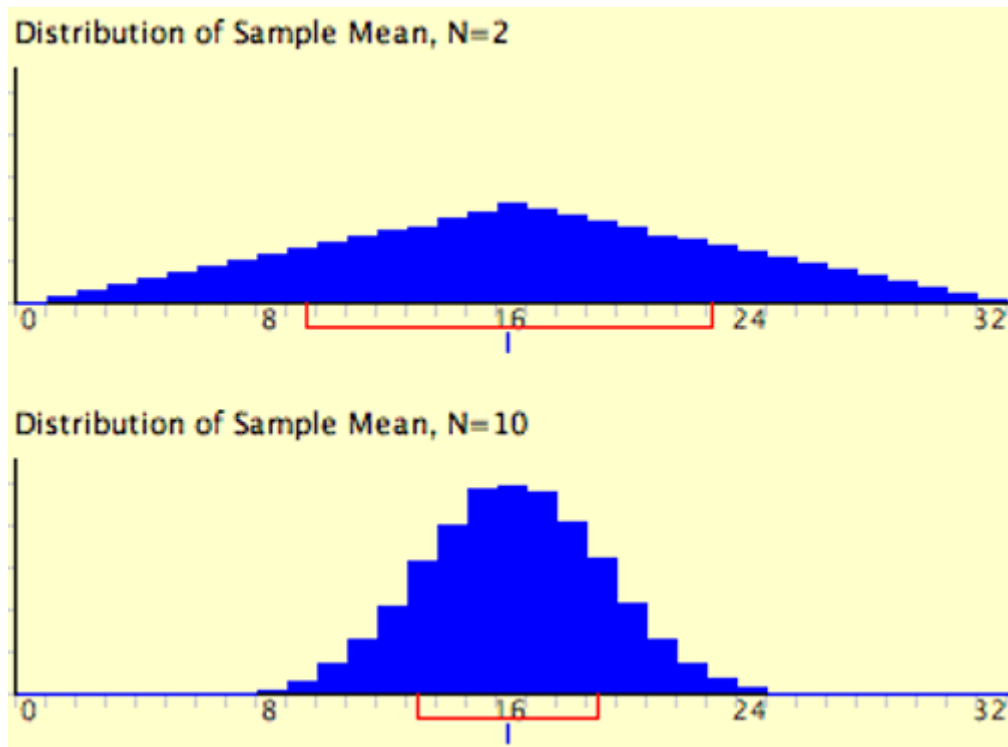 Distribution of Sample Mean, N=2
0 8 16 24 32
Distribution of Sample Mean, N=10
0 8 16 24 32